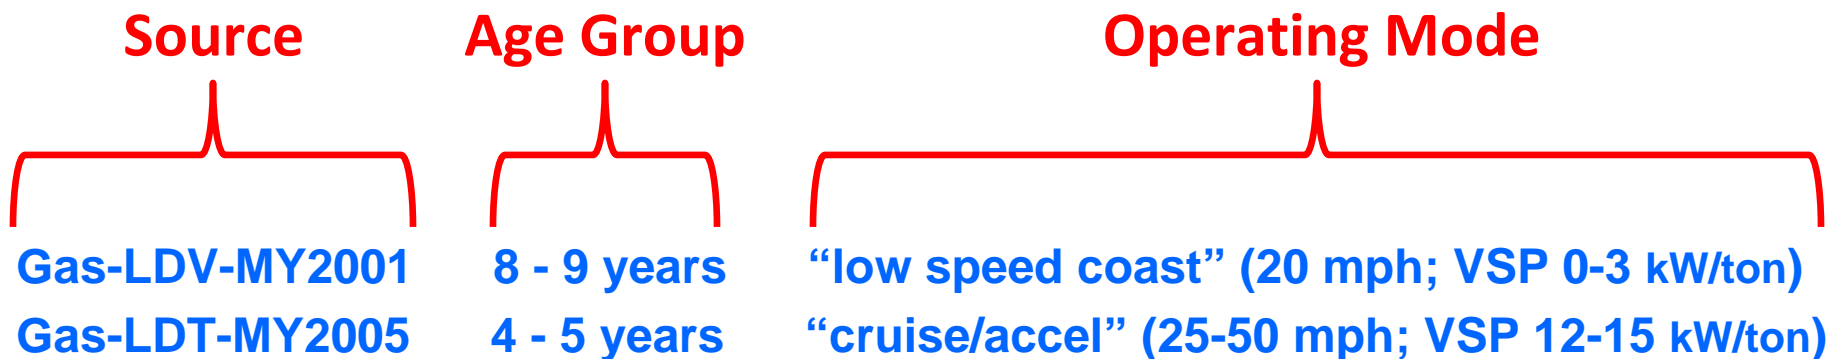 Source Age Group Operating Mode
Gas-LDV-MY2001 8 - 9 years “low speed coast” (20 mph; VSP 0-3 kW/ton)
Gas-LDT-MY2005 4 - 5 years “cruise/accel” (25-50 mph; VSP 12-15 kW/ton)